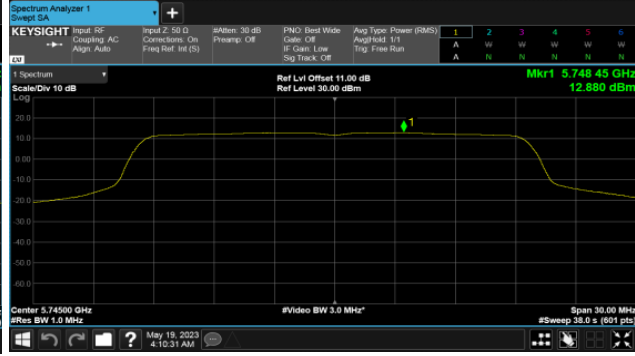 Spectrum Analyzer 1
Swept SA
+
KEYSIGHT Input: RF Input Z: 50 Ω #Atten: 30 dB PNO: Best Wide Avg Type: Power (RMS) 1 2 3 4 5 6
Coupling: AC Corrections: On Preamp: Off Gate: Off Avg|Hold: 1/1 A W W W W W
Align: Auto Freq Ref: Int (S) IF Gain: Low Trig: Free Run
Sig Track: Off A N N N N N
LXI
1 Spectrum Ref Lvl Offset 11.00 dB Mkr1 5.748 45 GHz
Scale/Div 10 dB Ref Level 30.00 dBm 12.880 dBm
Log
20.0
1
10.0
0.00
-10.0
-20.0
-30.0
-40.0
-50.0
-60.0
Center 5.74500 GHz #Video BW 3.0 MHz* Span 30.00 MHz
#Res BW 1.0 MHz #Sweep 38.0 s (601 pts)
? May 19, 2023
4:10:31 AM